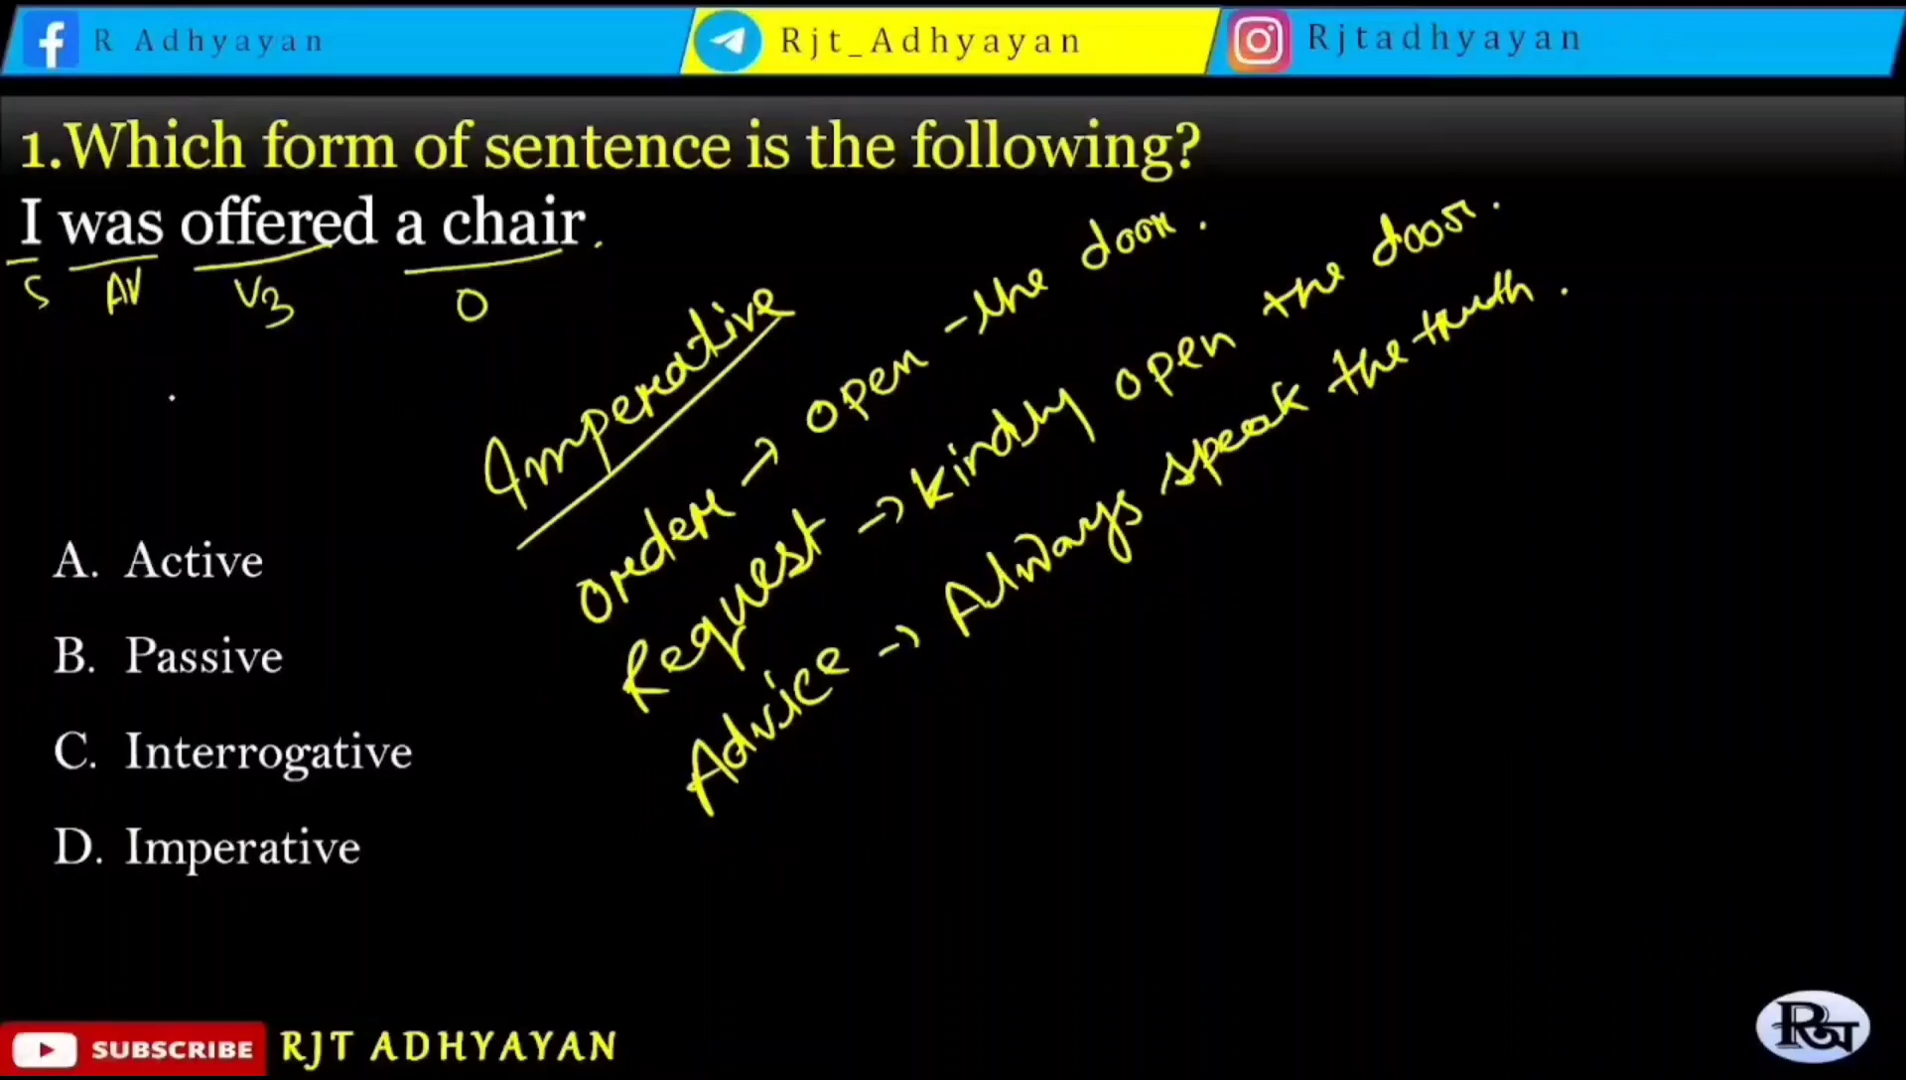 R Adhyayan
Rjt_Adhyayan
Rjtadhyayan
1.Which form of sentence is the following?
I was offered a chair.
S AV V3 O
Imperative
Order → open the door.
Request → kindly open the door.
Advice → Always speak the truth.
A. Active
B. Passive
C. Interrogative
D. Imperative
SUBSCRIBE RJT ADHYAYAN